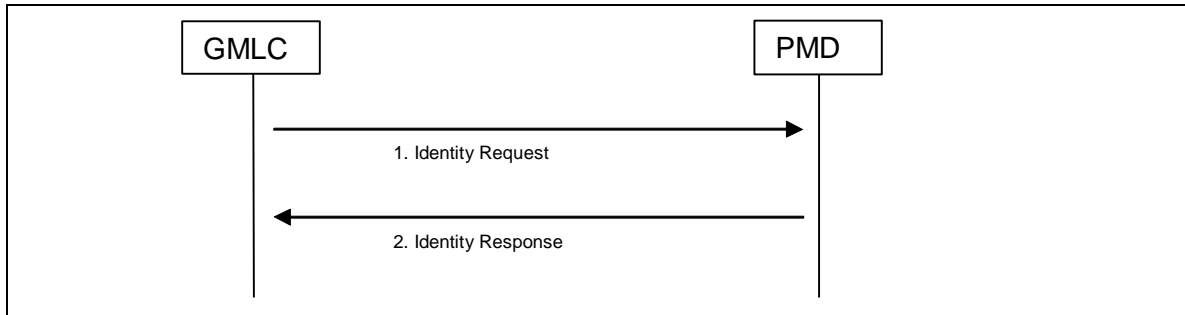 GMLC
PMD
1. Identity Request
2. Identity Response